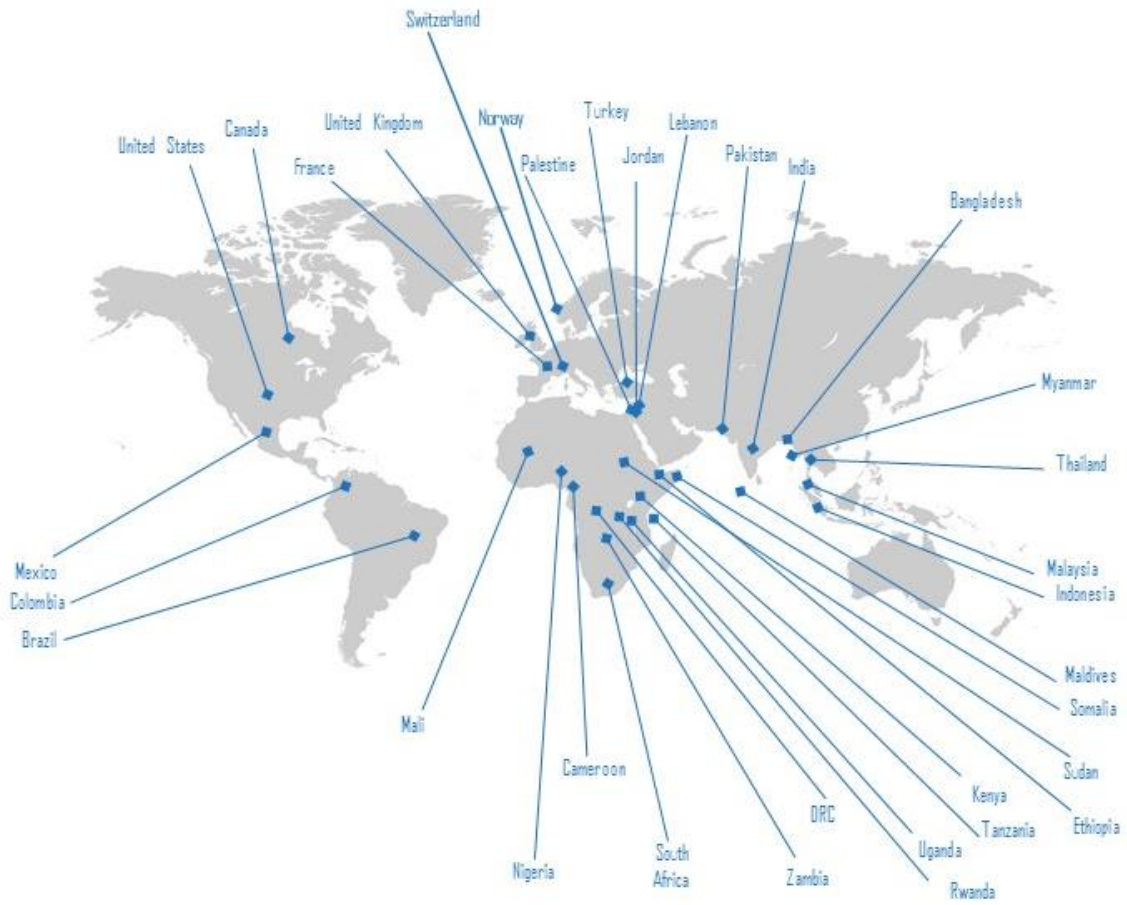 Switzerland
Turkey
Norway
Lebanon
United Kingdom
Canada
United States
Jordan
Pakistan
Palestine
France
India
Bangladesh
Myanmar
Thailand
Malaysia
Mexico
Indonesia
Colombia
Brazil
Maldives
Somalia
Mali
Cameroon
Sudan
Kenya
DRC
Ethiopia
Tanzania
Uganda
South
Africa
Nigeria
Zambia
Rwanda